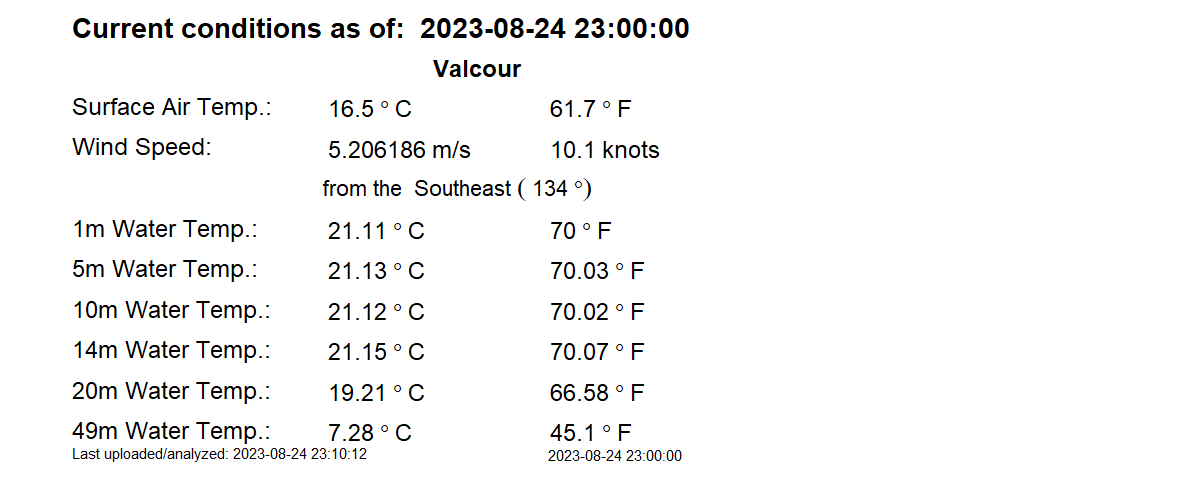 Current conditions as of:  2023-08-24 23:00:00
Valcour
Surface Air Temp.: 16.5 ° C 61.7 ° F
Wind Speed: 5.206186 m/s 10.1 knots
from the  Southeast ( 134 °)
1m Water Temp.: 21.11 ° C 70 ° F
5m Water Temp.: 21.13 ° C 70.03 ° F
10m Water Temp.: 21.12 ° C 70.02 ° F
14m Water Temp.: 21.15 ° C 70.07 ° F
20m Water Temp.: 19.21 ° C 66.58 ° F
49m Water Temp.: 7.28 ° C 45.1 ° F
Last uploaded/analyzed: 2023-08-24 23:10:12 2023-08-24 23:00:00